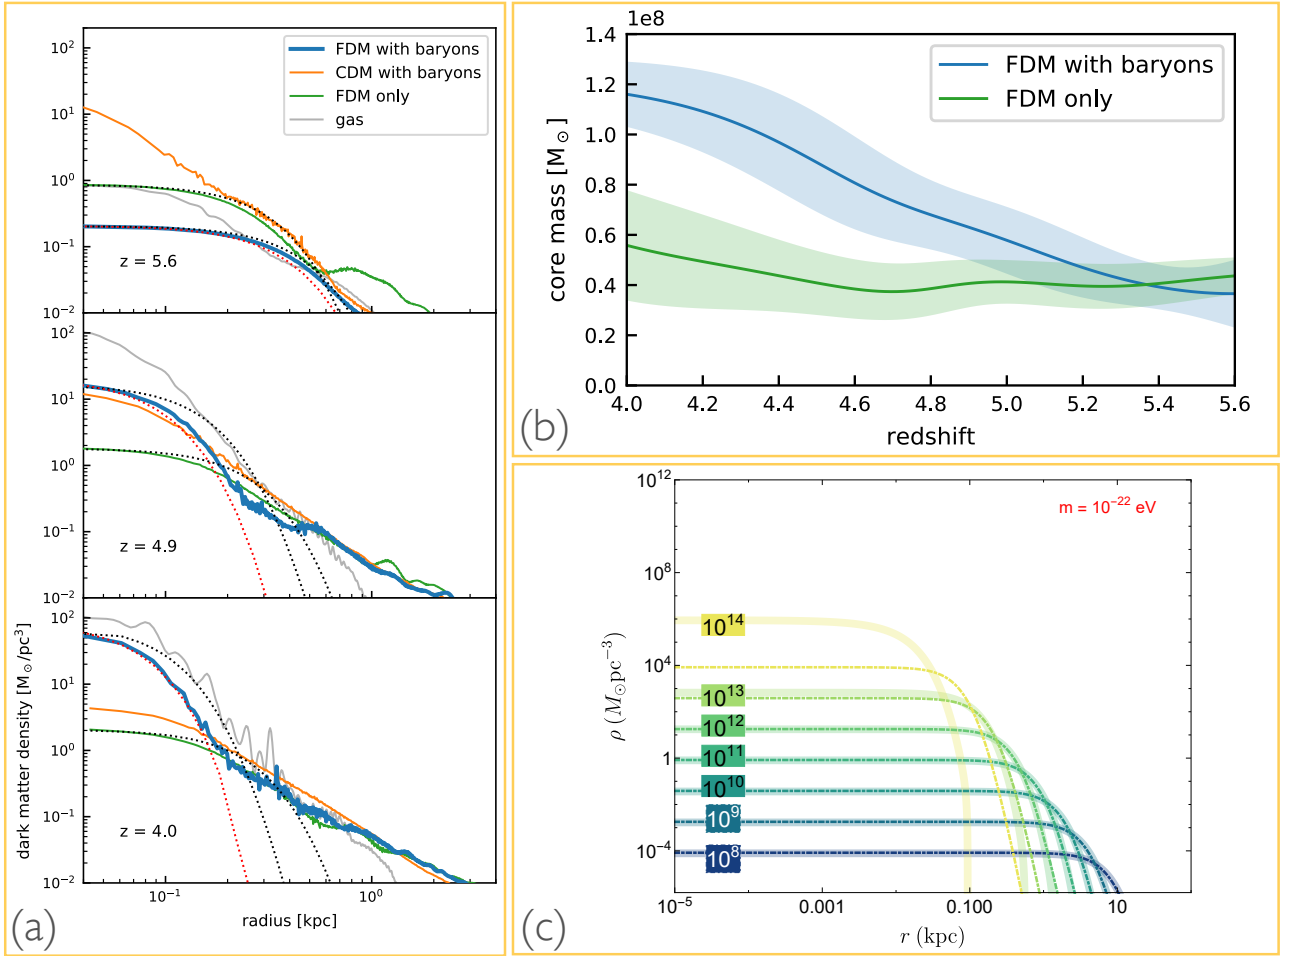 FDM with baryons
CDM with baryons
FDM only
gas
10²
10¹
10⁰
10⁻¹
10⁻²
z = 5.6
10²
10¹
10⁰
10⁻¹
10⁻²
z = 4.9
10²
10¹
10⁰
10⁻¹
10⁻²
z = 4.0
dark matter density [M⊙/pc³]
10⁻¹ 10⁰
radius [kpc]
(a)
1e8
FDM with baryons
FDM only
1.4
1.2
1.0
0.8
0.6
0.4
0.2
0.0
core mass [M⊙]
4.0 4.2 4.4 4.6 4.8 5.0 5.2 5.4 5.6
redshift
(b)
m = 10⁻²² eV
10¹²
10⁸
10⁴
1
10⁻⁴
ρ (M⊙pc⁻³)
10¹⁴
10¹³
10¹²
10¹¹
10¹⁰
10⁹
10⁸
10⁻⁵ 0.001 0.100 10
r (kpc)
(c)